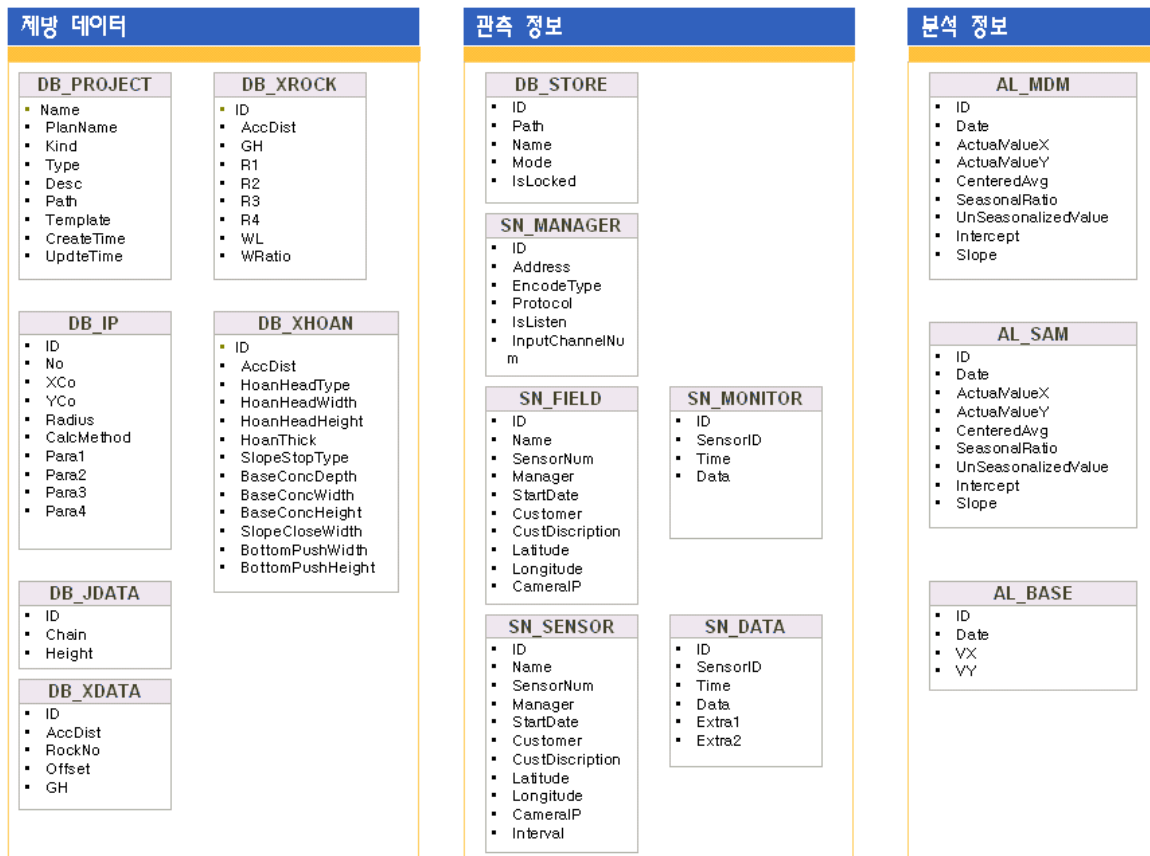 제방 데이터
DB_PROJECT
Name
PlanName
Kind
Type
Desc
Path
Template
CreateTime
UpdteTime
DB_XROCK
ID
AccDist
GH
R1
R2
R3
R4
WL
WRatio
DB_IP
ID
No
XCo
YCo
Radius
CalcMethod
Para1
Para2
Para3
Para4
DB_XHOAN
ID
AccDist
HoanHeadType
HoanHeadWidth
HoanHeadHeight
HoanThick
SlopeStopType
BaseConcDepth
BaseConcWidth
BaseConcHeight
SlopeCloseWidth
BottomPushWidth
BottomPushHeight
DB_JDATA
ID
Chain
Height
DB_XDATA
ID
AccDist
RockNo
Offset
GH
관측 정보
DB_STORE
ID
Path
Name
Mode
IsLocked
SN_MANAGER
ID
Address
EncodeType
Protocol
IsListen
InputChannelNu
m
SN_FIELD
ID
Name
SensorNum
Manager
StartDate
Customer
CustDiscription
Latitude
Longitude
CameraIP
SN_MONITOR
ID
SensorID
Time
Data
SN_SENSOR
ID
Name
SensorNum
Manager
StartDate
Customer
CustDiscription
Latitude
Longitude
CameraIP
Interval
SN_DATA
ID
SensorID
Time
Data
Extra1
Extra2
분석 정보
AL_MDM
ID
Date
ActualValueX
ActualValueY
CenteredAvg
SeasonalRatio
UnSeasonalizedValue
Intercept
Slope
AL_SAM
ID
Date
ActualValueX
ActualValueY
CenteredAvg
SeasonalRatio
UnSeasonalizedValue
Intercept
Slope
AL_BASE
ID
Date
VX
VY